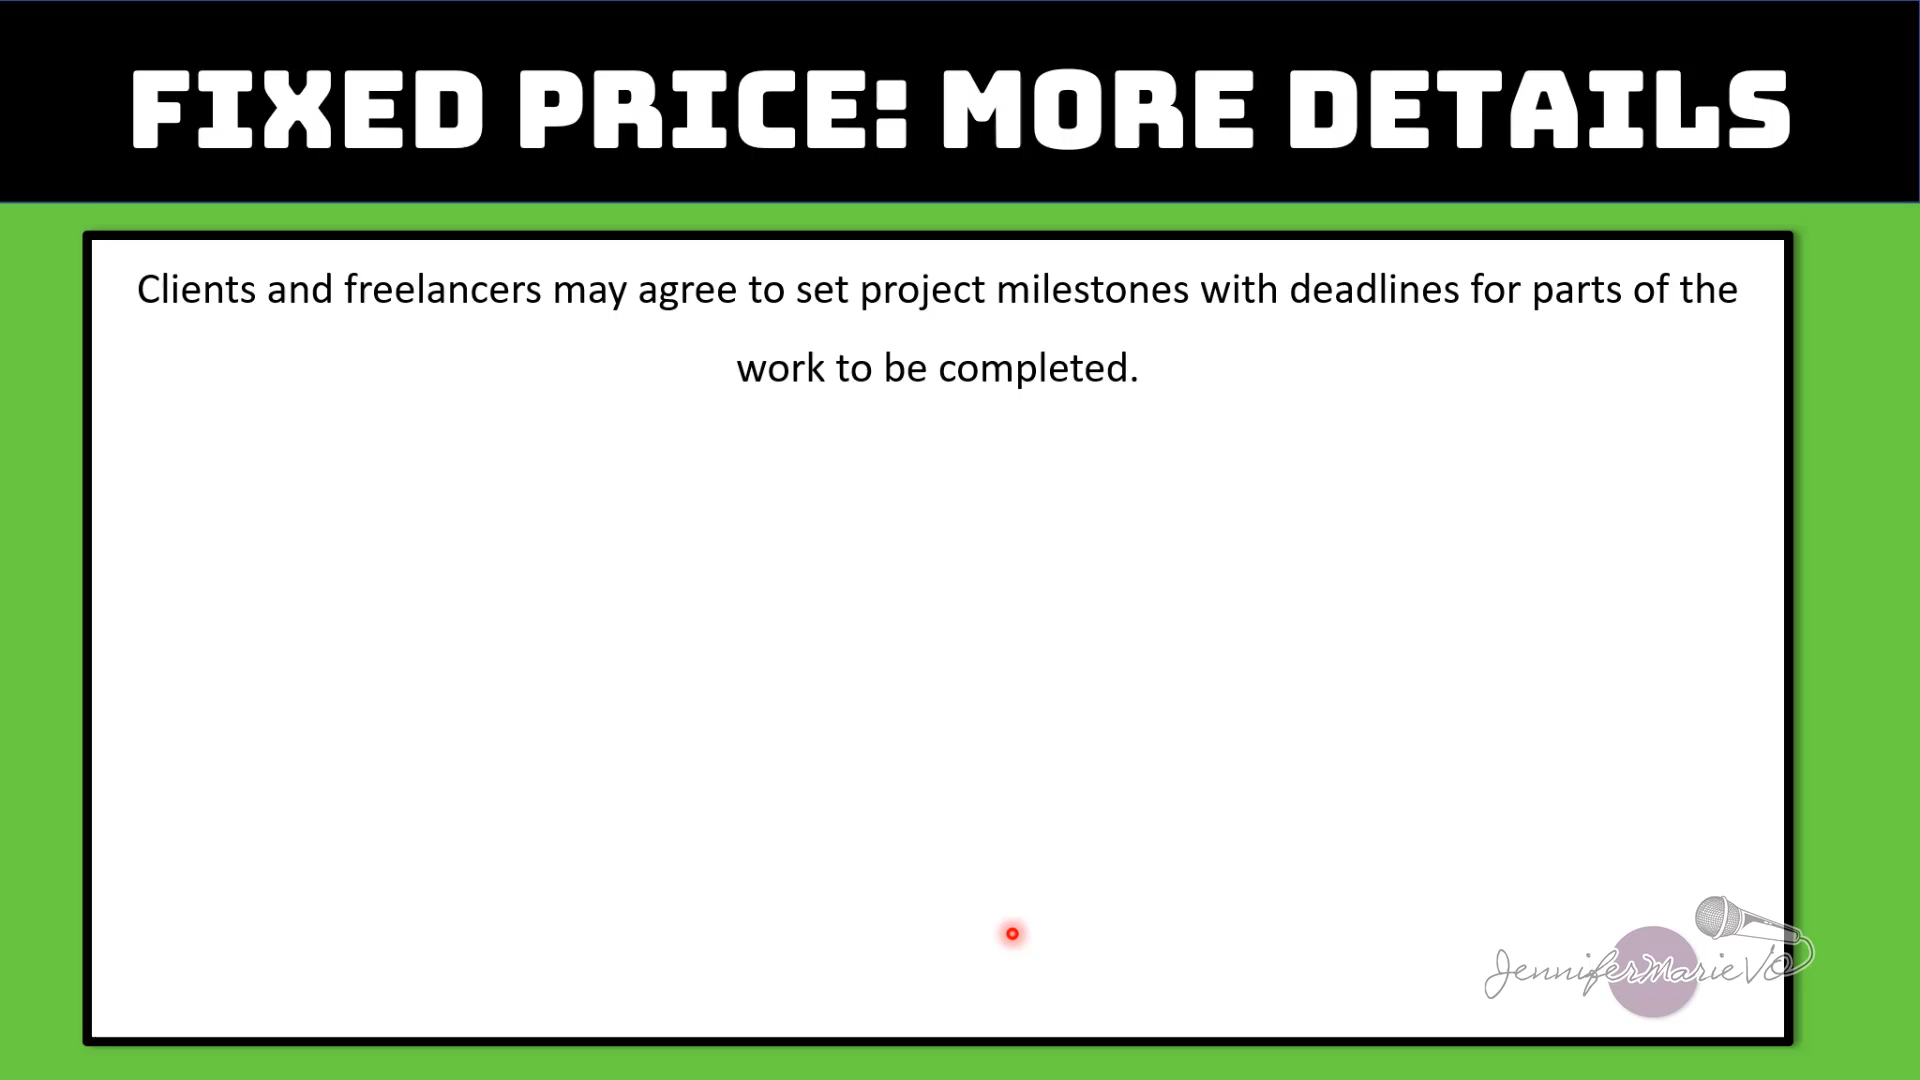 FIXED PRICE: MORE DETAILS
Clients and freelancers may agree to set project milestones with deadlines for parts of the
work to be completed.
JenniferMarieVO